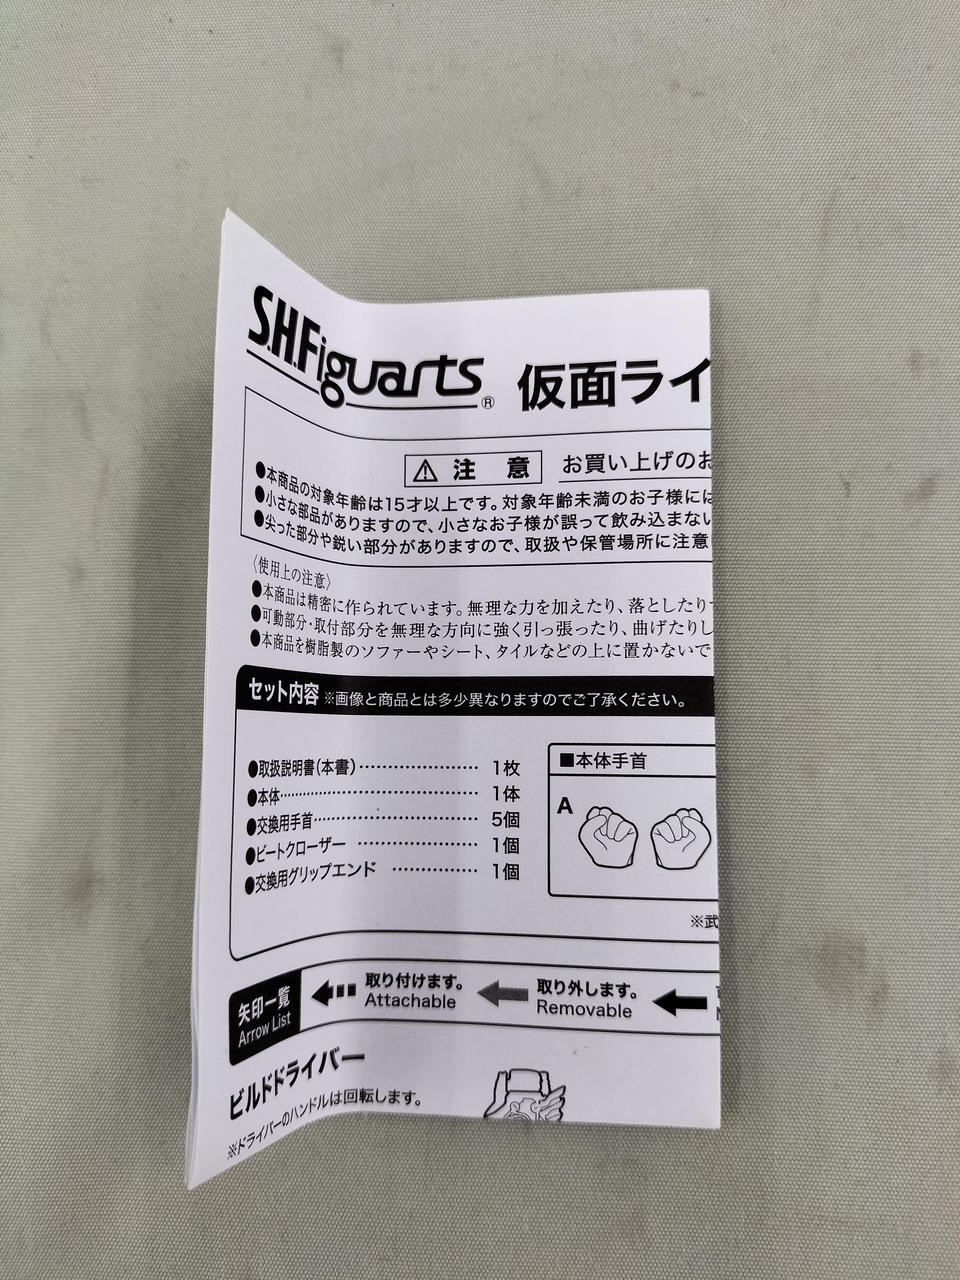 S.H.Figuarts® 仮面ライ
注 意 お買い上げのお
●本商品の対象年齢は15才以上です。対象年齢未満のお子様には
●小さな部品がありますので、小さなお子様が誤って飲み込まない
●尖った部分や鋭い部分がありますので、取扱や保管場所に注意
〈使用上の注意〉
●本商品は精密に作られています。無理な力を加えたり、落としたり
●可動部分・取付部分を無理な方向に強く引っ張ったり、曲げたりし
●本商品を樹脂製のソファーやシート、タイルなどの上に置かないで
セット内容 ※画像と商品とは多少異なりますのでご了承ください。
●取扱説明書(本書)‥‥‥‥‥‥ 1枚
●本体‥‥‥‥‥‥‥‥‥‥ 1体
●交換用手首‥‥‥‥‥‥‥‥ 5個
●ビートクローザー ‥‥‥‥‥‥ 1個
●交換用グリップエンド ‥‥‥‥ 1個
■本体手首
A
※武
矢印一覧
Arrow List
取り付けます。
Attachable
取り外します。
Removable
ビルドドライバー
※ドライバーのハンドルは回転します。